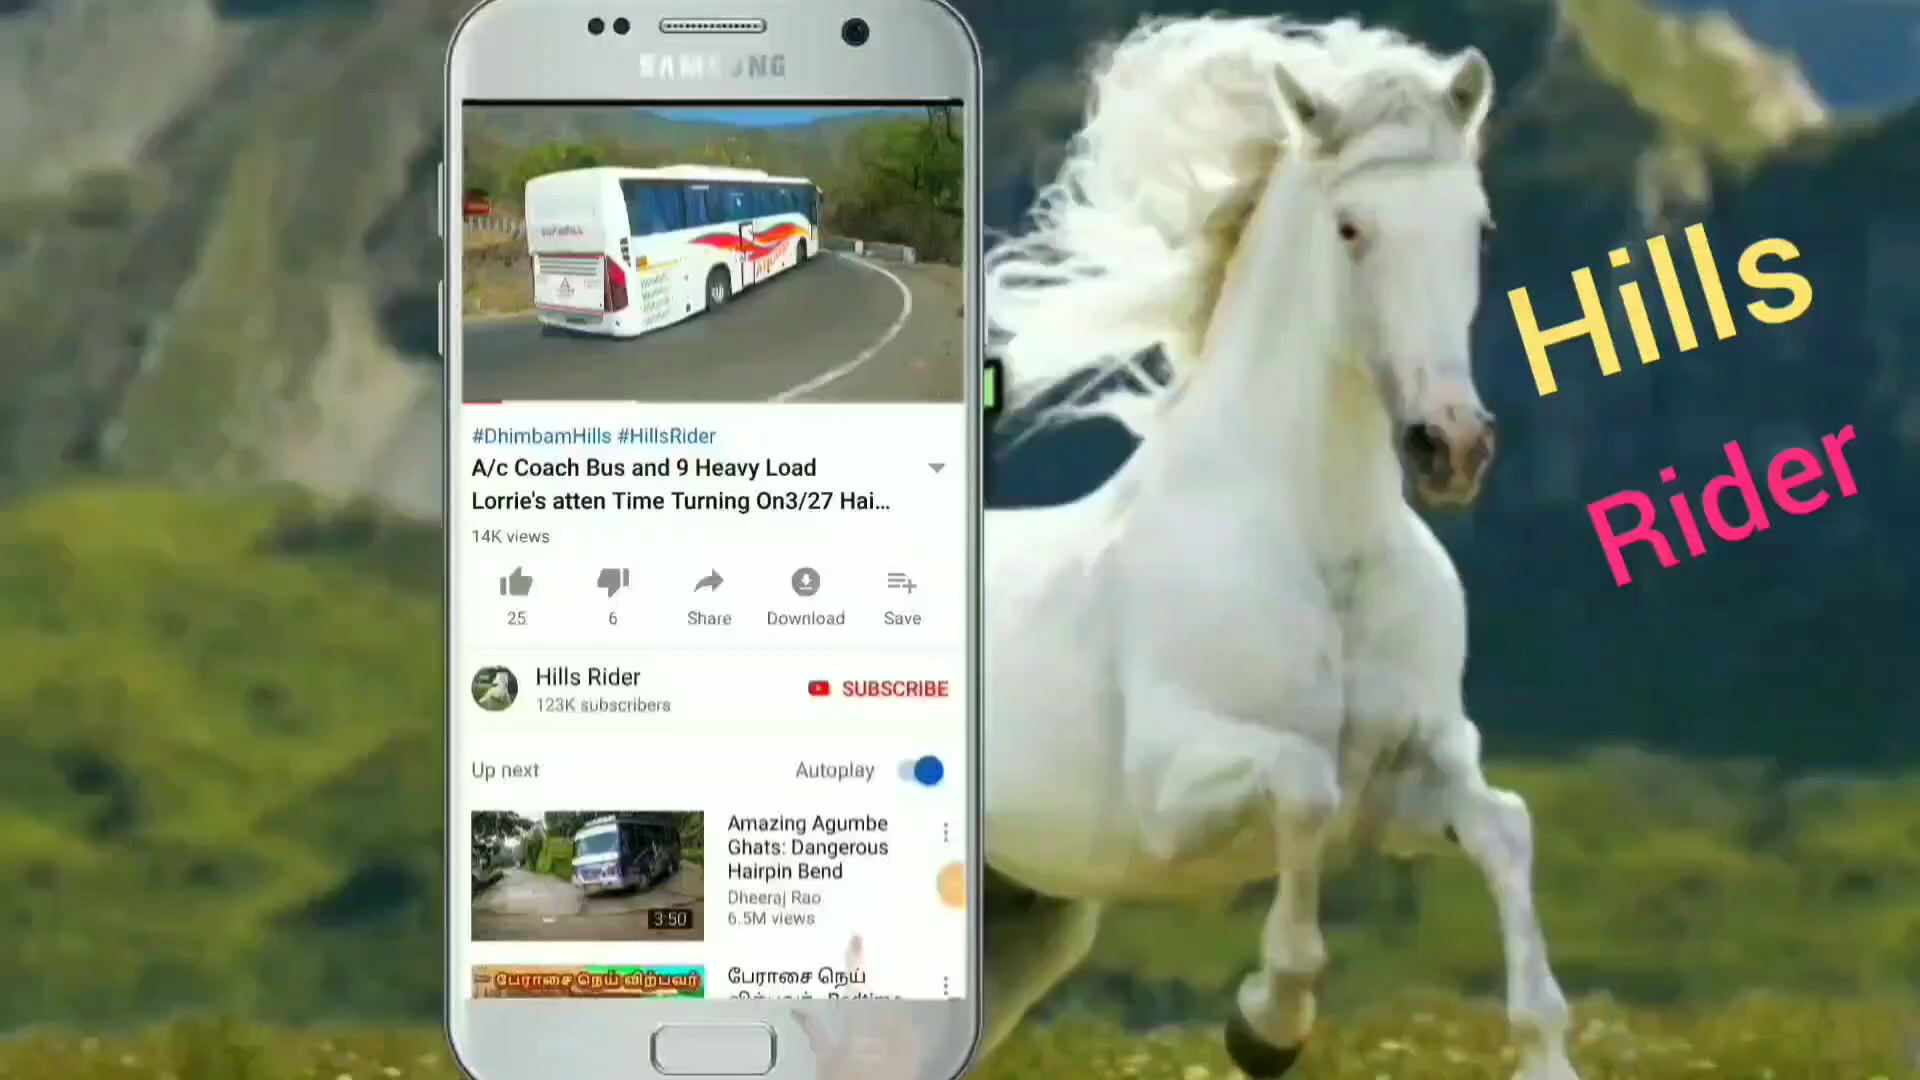 SAMSUNG
#DhimbamHills #HillsRider
A/c Coach Bus and 9 Heavy Load
Lorrie's atten Time Turning On3/27 Hai...
14K views
25
6
Share
Download
Save
Hills Rider
123K subscribers
SUBSCRIBE
Up next
Autoplay
Amazing Agumbe
Ghats: Dangerous
Hairpin Bend
Dheeraj Rao
6.5M views
3:50
பேராசை நெய் விற்பவர்
பேராசை நெய்
Hills
Rider